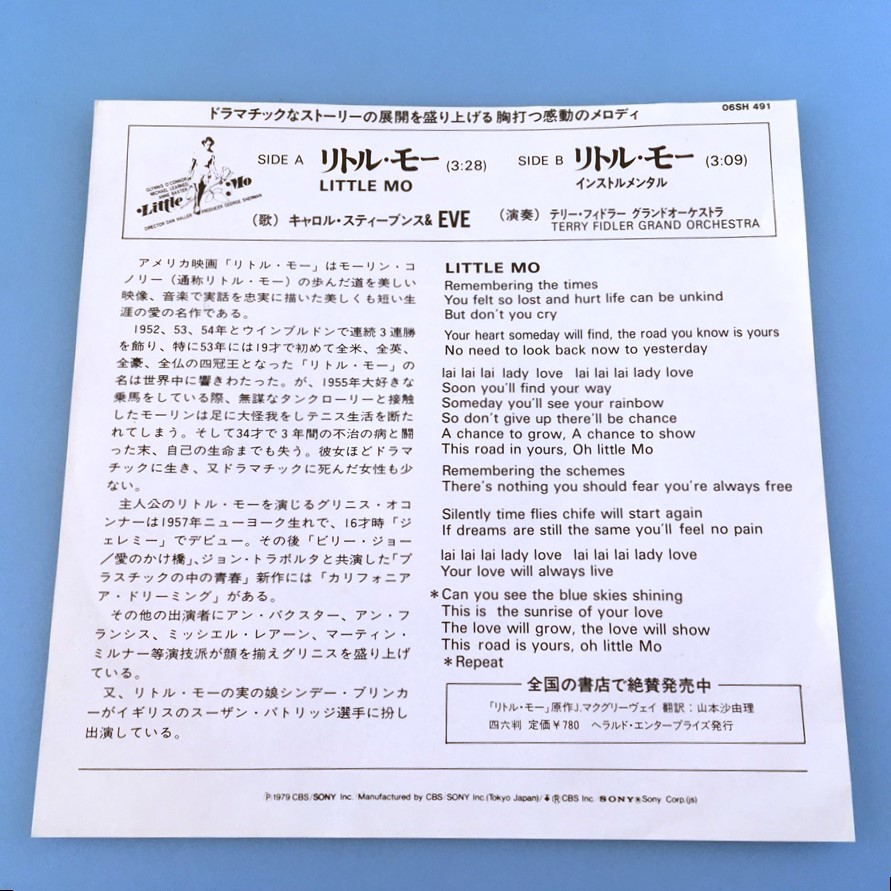 ドラマチックなストーリーの展開を盛り上げる胸打つ感動のメロディ
06SH 491
GLYNNIS O'CONNOR
MICHAEL LEARNED
ANNE BAXTER
Little Mo
DIRECTOR DAN HALLER PRODUCER GEORGE SHERMAN
SIDE A リトル・モー (3:28)
LITTLE MO
(歌) キャロル・スティーブンス& EVE
SIDE B リトル・モー (3:09)
インストルメンタル
(演奏) テリー・フィドラー グランドオーケストラ
TERRY FIDLER GRAND ORCHESTRA
アメリカ映画「リトル・モー」はモーリン・コ
ノリー(通称リトル・モー)の歩んだ道を美しい
映像、音楽で実話を忠実に描いた美しくも短い生
涯の愛の名作である。
1952、53、54年とウインブルドンで連続3連勝
を飾り、特に53年には19才で初めて全米、全英、
全豪、全仏の四冠王となった「リトル・モー」の
名は世界中に響きわたった。が、1955年大好きな
乗馬をしている際、無謀なタンクローリーと接触
したモーリンは足に大怪我をしテニス生活を断た
れてしまう。そして34才で3年間の不治の病と闘
った末、自己の生命までも失う。彼女ほどドラマ
チックに生き、又ドラマチックに死んだ女性も少
ない。
主人公のリトル・モーを演じるグリニス・オコ
ンナーは1957年ニューヨーク生れで、16才時「ジ
ェレミー」でデビュー。その後「ビリー・ジョー
/愛のかけ橋」、ジョン・トラボルタと共演した「プ
ラスチックの中の青春」新作には「カリフォニア
ア・ドリーミング」がある。
その他の出演者にアン・バクスター、アン・フ
ランシス、ミッシエル・レアーン、マーティン・
ミルナー等演技派が顔を揃えグリニスを盛り上げ
ている。
又、リトル・モーの実の娘シンデー・ブリンカ
ーがイギリスのスーザン・パトリッジ選手に扮し
出演している。
LITTLE MO
Remembering the times
You felt so lost and hurt life can be unkind
But don't you cry
Your heart someday will find, the road you know is yours
No need to look back now to yesterday
lai lai lai lady love lai lai lai lady love
Soon you'll find your way
Someday you'll see your rainbow
So don't give up there'll be chance
A chance to grow, A chance to show
This road in yours, Oh little Mo
Remembering the schemes
There's nothing you should fear you're always free
Silently time flies chife will start again
If dreams are still the same you'll feel no pain
lai lai lai lady love lai lai lai lady love
Your love will always live
*Can you see the blue skies shining
This is the sunrise of your love
The love will grow, the love will show
This road is yours, oh little Mo
*Repeat
全国の書店で絶賛発売中
「リトル・モー」原作J.マクグリーヴェイ 翻訳:山本沙由理
四六判 定価¥780 ヘラルド・エンタープライズ発行
Ⓟ1979 CBS/SONY Inc./Manufactured by CBS/SONY Inc.(Tokyo Japan)/ Ⓡ CBS Inc. SONY®Sony Corp.(js)